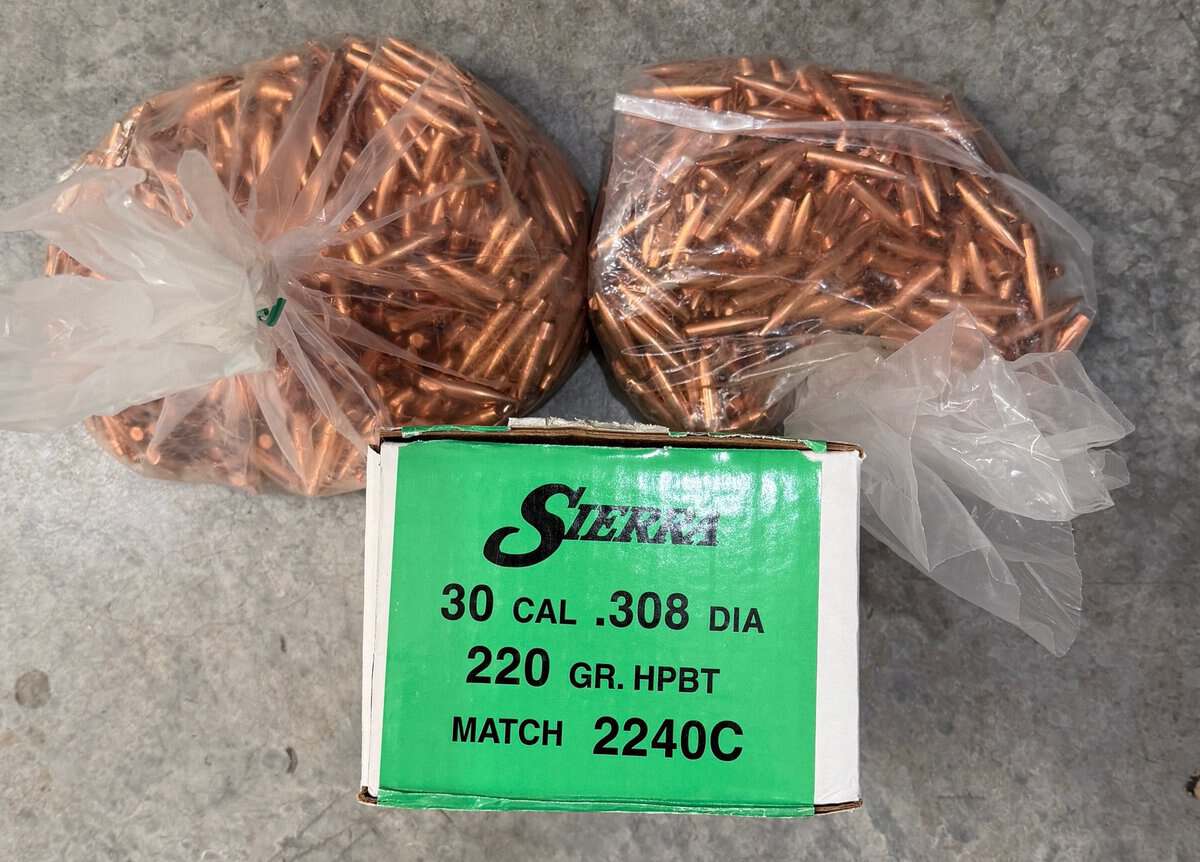 SIERRA
30 CAL .308 DIA
220 GR. HPBT
MATCH 2240C